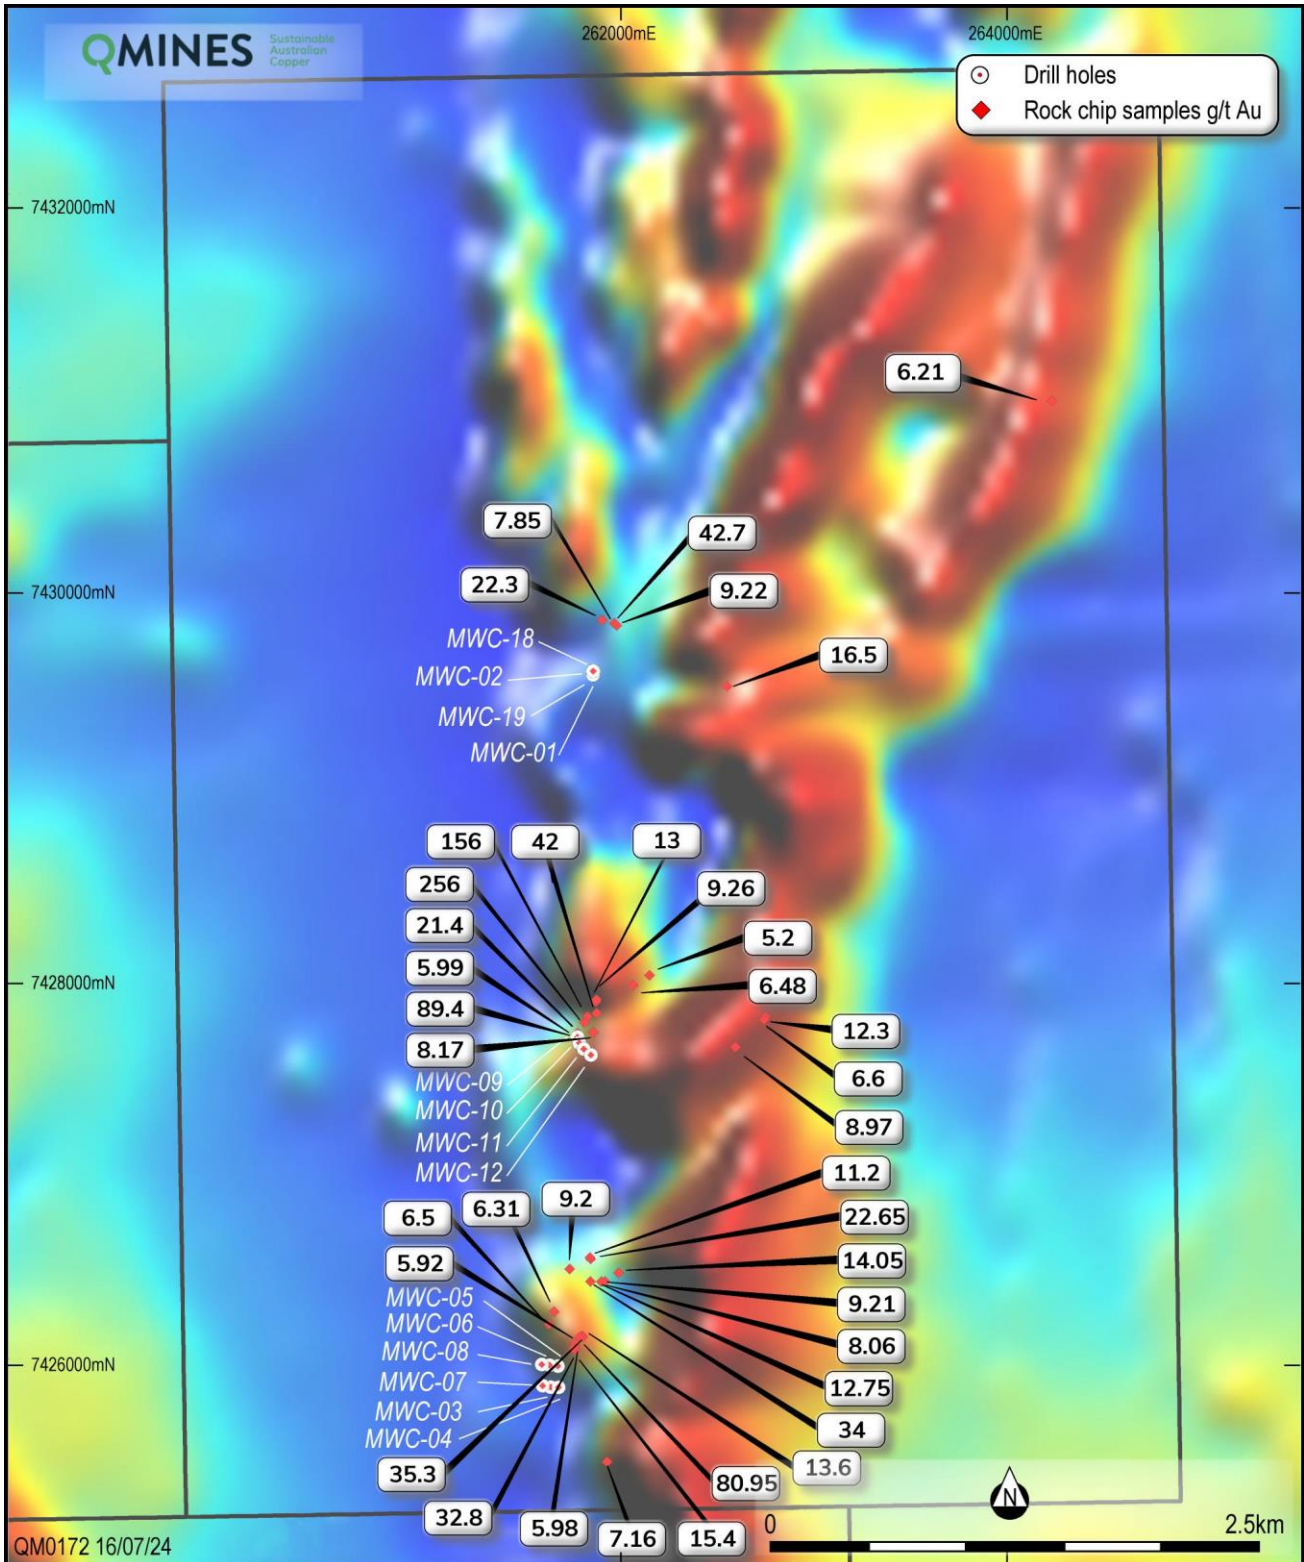 262000mE
264000mE
QMINES
Sustainable
Australian
Copper
Drill holes
Rock chip samples g/t Au
7432000mN
6.21
7.85
42.7
22.3
9.22
7430000mN
MWC-18
16.5
MWC-02
MWC-19
MWC-01
156
42
13
256
9.26
21.4
5.2
5.99
7428000mN
6.48
89.4
12.3
8.17
MWC-09
6.6
MWC-10
8.97
MWC-11
MWC-12
11.2
9.2
6.31
6.5
22.65
5.92
14.05
MWC-05
9.21
MWC-06
8.06
MWC-08
7426000mN
MWC-07
12.75
MWC-03
34
MWC-04
13.6
35.3
80.95
N
32.8
5.98
7.16
15.4
0
2.5km
QM0172 16/07/24